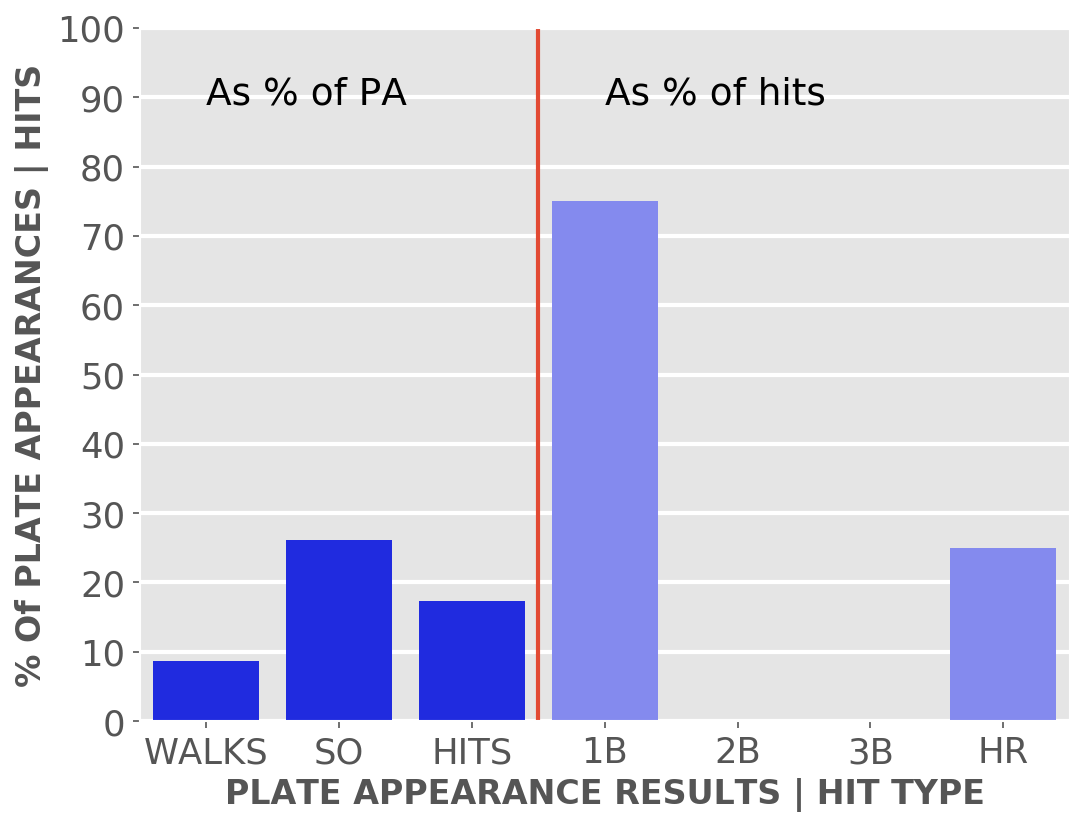 % Of PLATE APPEARANCES | HITS
100
90
80
70
60
50
40
30
20
10
0
As % of PA
As % of hits
WALKS SO HITS 1B 2B 3B HR
PLATE APPEARANCE RESULTS | HIT TYPE